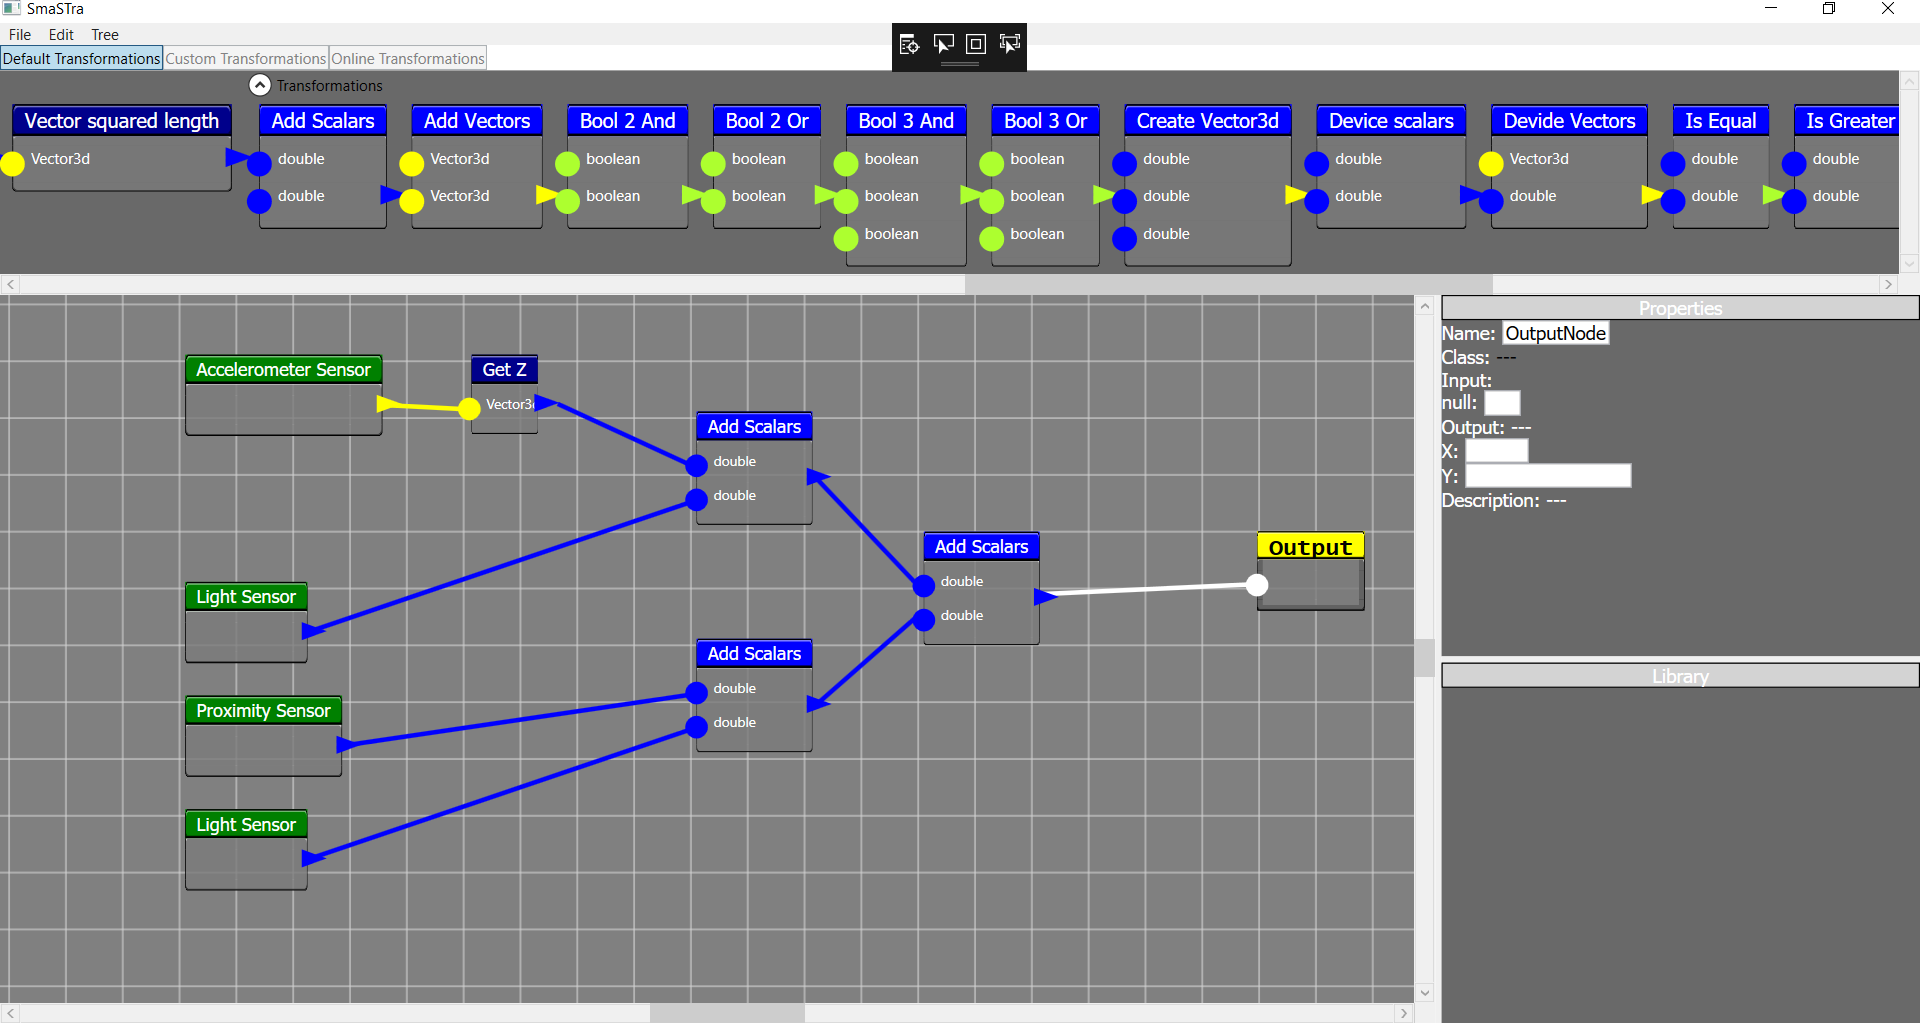 SmaSTra
File Edit Tree
Default Transformations Custom Transformations Online Transformations
Transformations
Vector squared length Add Scalars Add Vectors Bool 2 And Bool 2 Or Bool 3 And Bool 3 Or Create Vector3d Device scalars Devide Vectors Is Equal Is Greater
Vector3d double Vector3d boolean boolean boolean boolean double double Vector3d double double
double Vector3d boolean boolean boolean boolean double double double double double
boolean boolean double
Accelerometer Sensor
Get Z
Vector3d
Add Scalars
double
double
Light Sensor
Add Scalars
double
double
Output
Add Scalars
double
double
Proximity Sensor
Light Sensor
Properties
Name: OutputNode
Class: ---
Input:
null:
Output: ---
X:
Y:
Description: ---
Library